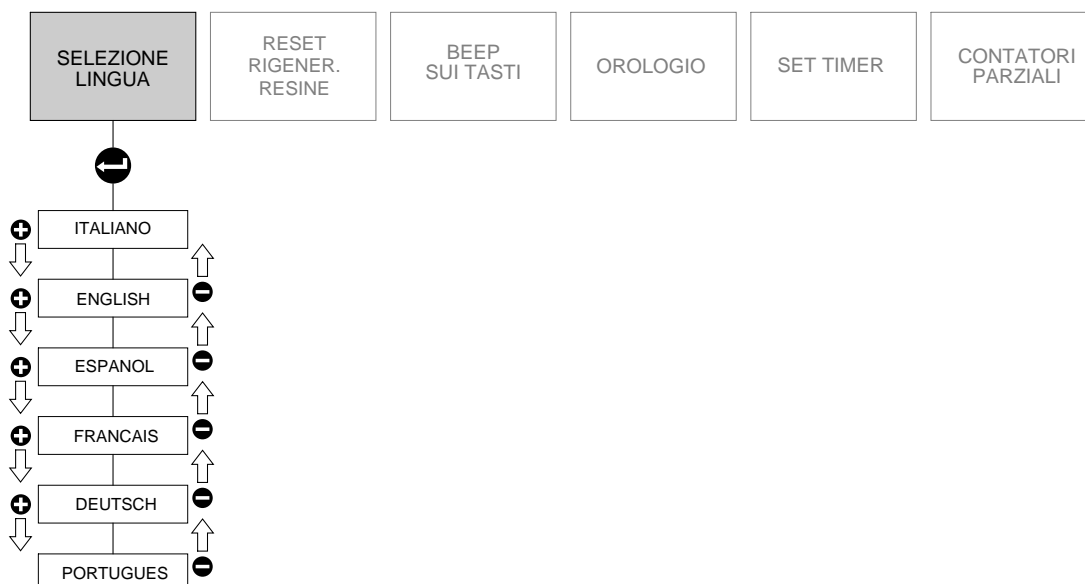 SELEZIONE
LINGUA
RESET
RIGENER.
RESINE
BEEP
SUI TASTI
OROLOGIO
SET TIMER
CONTATORI
PARZIALI
ITALIANO
ENGLISH
ESPANOL
FRANCAIS
DEUTSCH
PORTUGUES